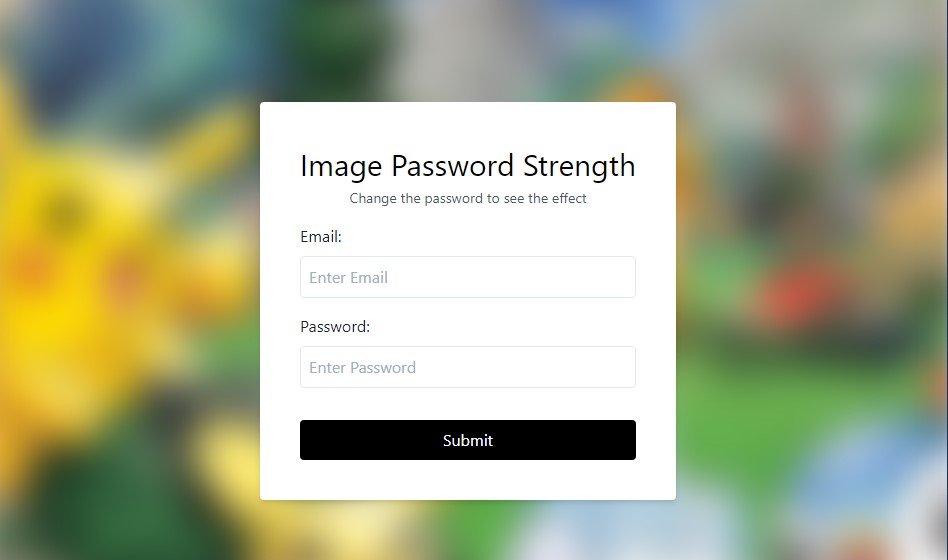 Image Password Strength
Change the password to see the effect
Email:
Enter Email
Password:
Enter Password
Submit